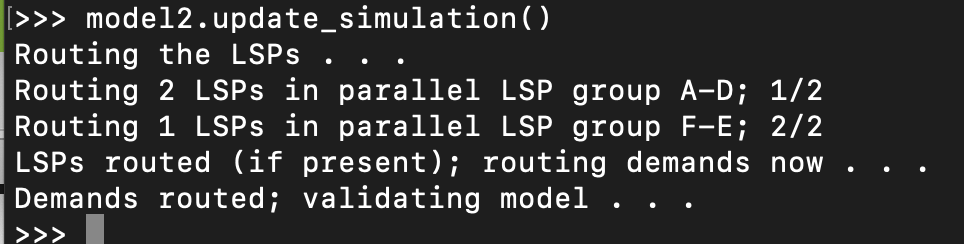 [>>> model2.update_simulation()
Routing the LSPs . . .
Routing 2 LSPs in parallel LSP group A-D; 1/2
Routing 1 LSPs in parallel LSP group F-E; 2/2
LSPs routed (if present); routing demands now . . .
Demands routed; validating model . . .
>>>